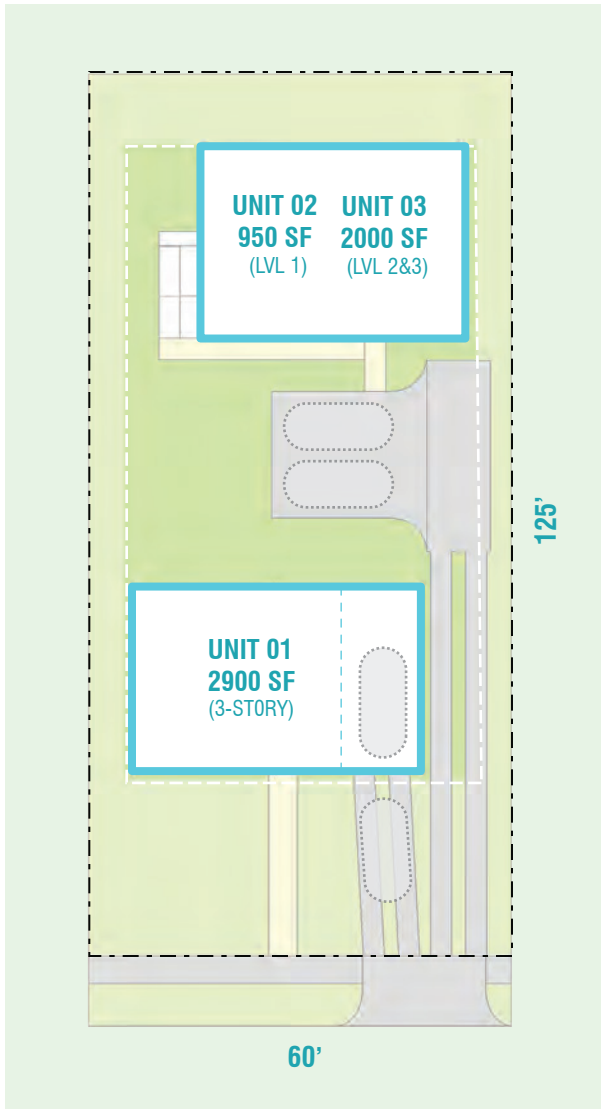 UNIT 02
950 SF
(LVL 1)
UNIT 03
2000 SF
(LVL 2&3)
125’
UNIT 01
2900 SF
(3-STORY)
60’